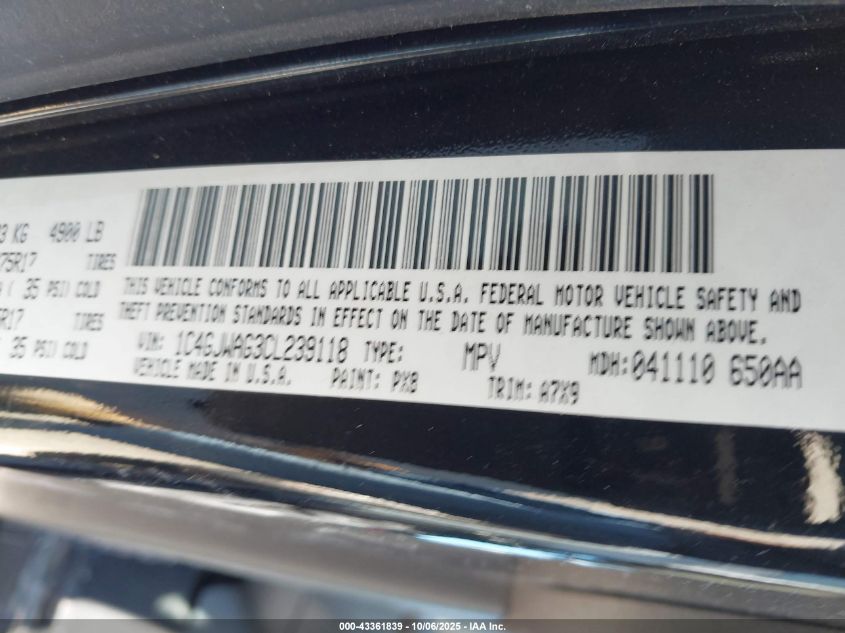 3 KG 4900 LB
75R17 TIRES
( 35 PSI) COLD
R17 TIRES
35 PSI) COLD
THIS VEHICLE CONFORMS TO ALL APPLICABLE U.S.A. FEDERAL MOTOR VEHICLE SAFETY AND
THEFT PREVENTION STANDARDS IN EFFECT ON THE DATE OF MANUFACTURE SHOWN ABOVE.
VIN: 1C4GJWAG3CL239118 TYPE: MPV MDH: 041110 650AA
VEHICLE MADE IN U.S.A. PAINT: PX8 TRIM: A7X9
000-43361839 - 10/06/2025 - IAA Inc.